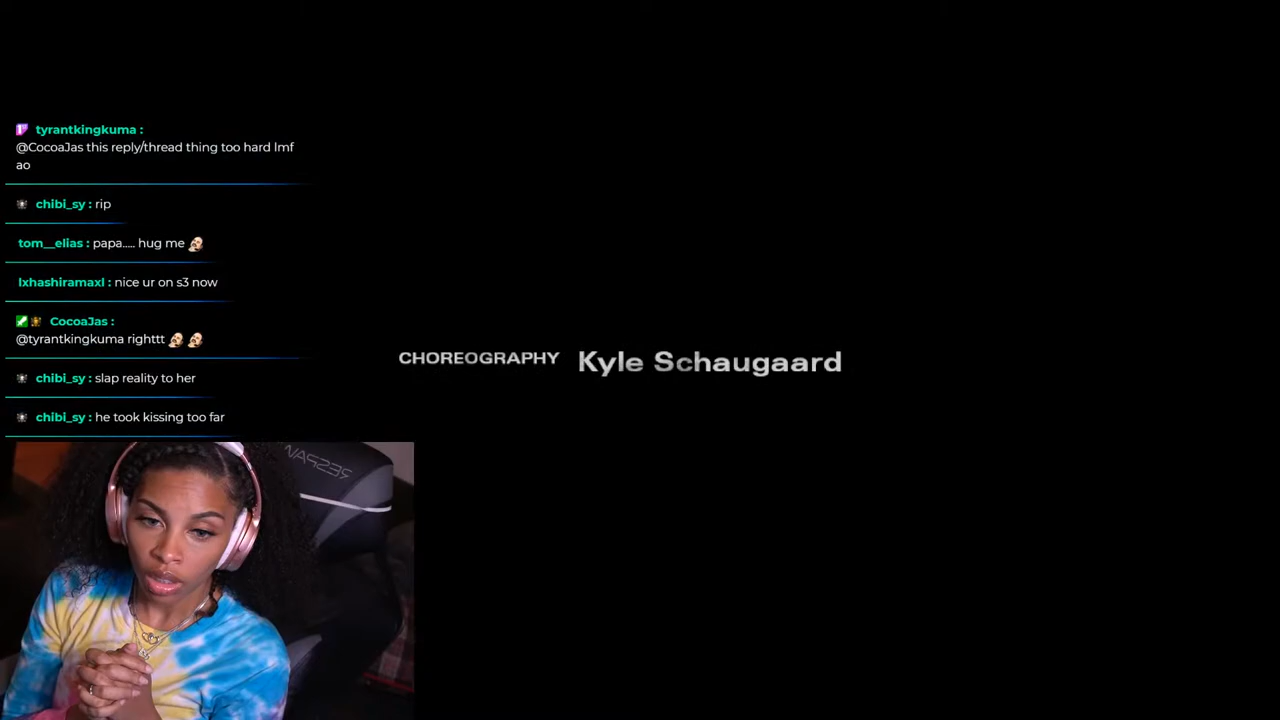 tyrantkingkuma :
@CocoaJas this reply/thread thing too hard lmf
ao
chibi_sy : rip
tom__elias : papa..... hug me
lxhashiramaxl : nice ur on s3 now
CocoaJas :
@tyrantkingkuma righttt
chibi_sy : slap reality to her
chibi_sy : he took kissing too far
CHOREOGRAPHY Kyle Schaugaard
RESPAWN